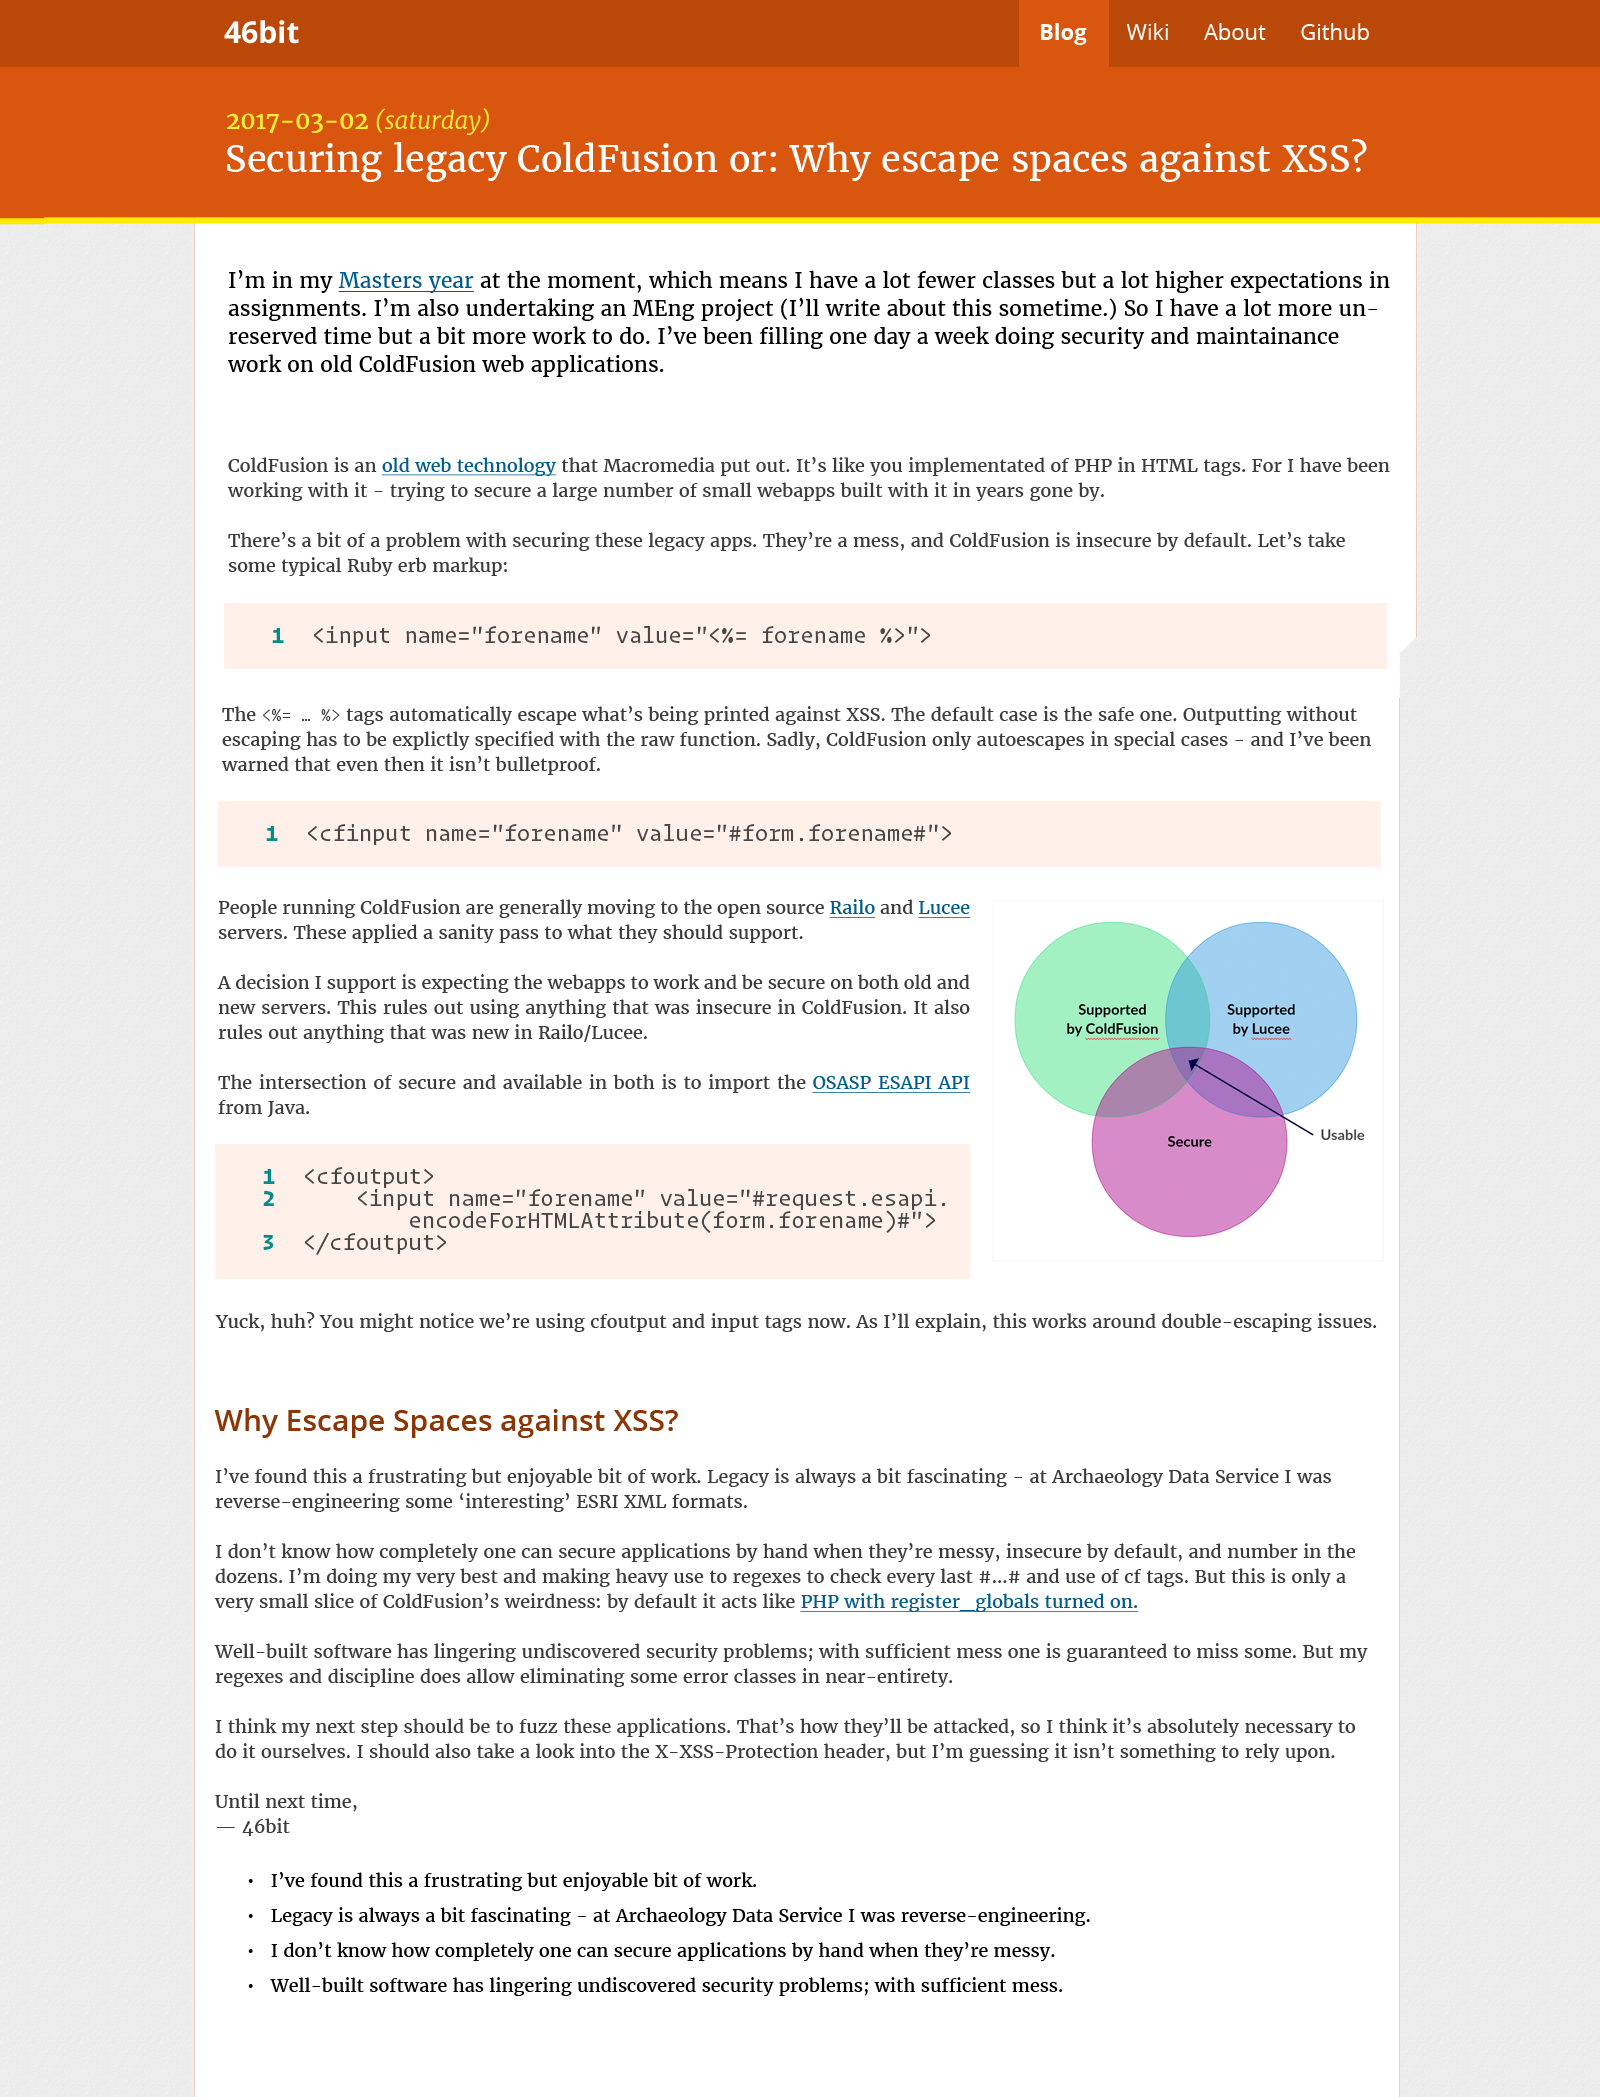 46bit
Blog Wiki About Github
2017-03-02 (saturday)
Securing legacy ColdFusion or: Why escape spaces against XSS?
I'm in my Masters year at the moment, which means I have a lot fewer classes but a lot higher expectations in
assignments. I'm also undertaking an MEng project (I'll write about this sometime.) So I have a lot more un-
reserved time but a bit more work to do. I've been filling one day a week doing security and maintainance
work on old ColdFusion web applications.
ColdFusion is an old web technology that Macromedia put out. It's like you implementated of PHP in HTML tags. For I have been
working with it - trying to secure a large number of small webapps built with it in years gone by.
There's a bit of a problem with securing these legacy apps. They're a mess, and ColdFusion is insecure by default. Let's take
some typical Ruby erb markup:
1 <input name="forename" value="<%= forename %>">
The <%= … %> tags automatically escape what's being printed against XSS. The default case is the safe one. Outputting without
escaping has to be explictly specified with the raw function. Sadly, ColdFusion only autoescapes in special cases - and I've been
warned that even then it isn't bulletproof.
1 <cfinput name="forename" value="#form.forename#">
People running ColdFusion are generally moving to the open source Railo and Lucee
servers. These applied a sanity pass to what they should support.
A decision I support is expecting the webapps to work and be secure on both old and
new servers. This rules out using anything that was insecure in ColdFusion. It also
rules out anything that was new in Railo/Lucee.
The intersection of secure and available in both is to import the OSASP ESAPI API
from Java.
1 <cfoutput>
2     <input name="forename" value="#request.esapi.
        encodeForHTMLAttribute(form.forename)#">
3 </cfoutput>
Supported
by ColdFusion
Supported
by Lucee
Secure
Usable
Yuck, huh? You might notice we're using cfoutput and input tags now. As I'll explain, this works around double-escaping issues.
Why Escape Spaces against XSS?
I've found this a frustrating but enjoyable bit of work. Legacy is always a bit fascinating - at Archaeology Data Service I was
reverse-engineering some 'interesting' ESRI XML formats.
I don't know how completely one can secure applications by hand when they're messy, insecure by default, and number in the
dozens. I'm doing my very best and making heavy use to regexes to check every last #...# and use of cf tags. But this is only a
very small slice of ColdFusion's weirdness: by default it acts like PHP with register_globals turned on.
Well-built software has lingering undiscovered security problems; with sufficient mess one is guaranteed to miss some. But my
regexes and discipline does allow eliminating some error classes in near-entirety.
I think my next step should be to fuzz these applications. That's how they'll be attacked, so I think it's absolutely necessary to
do it ourselves. I should also take a look into the X-XSS-Protection header, but I'm guessing it isn't something to rely upon.
Until next time,
— 46bit
• I've found this a frustrating but enjoyable bit of work.
• Legacy is always a bit fascinating - at Archaeology Data Service I was reverse-engineering.
• I don't know how completely one can secure applications by hand when they're messy.
• Well-built software has lingering undiscovered security problems; with sufficient mess.